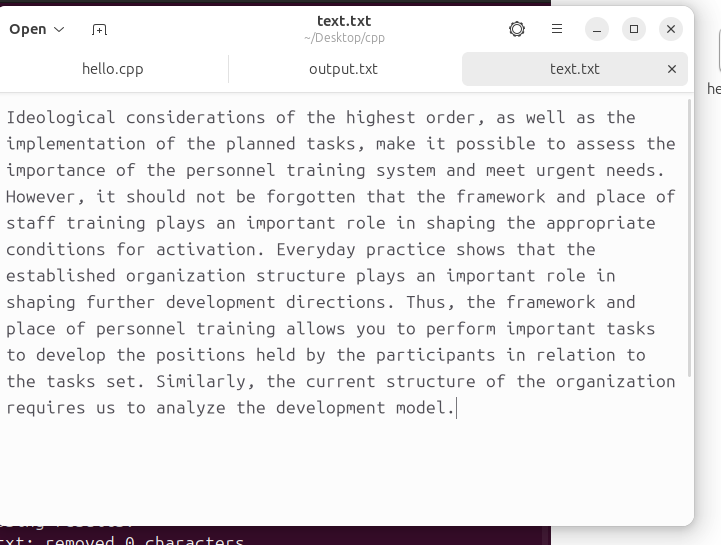 Open
text.txt
~/Desktop/cpp
hello.cpp
output.txt
text.txt
he
Ideological considerations of the highest order, as well as the
implementation of the planned tasks, make it possible to assess the
importance of the personnel training system and meet urgent needs.
However, it should not be forgotten that the framework and place of
staff training plays an important role in shaping the appropriate
conditions for activation. Everyday practice shows that the
established organization structure plays an important role in
shaping further development directions. Thus, the framework and
place of personnel training allows you to perform important tasks
to develop the positions held by the participants in relation to
the tasks set. Similarly, the current structure of the organization
requires us to analyze the development model.
txt: removed 0 characters